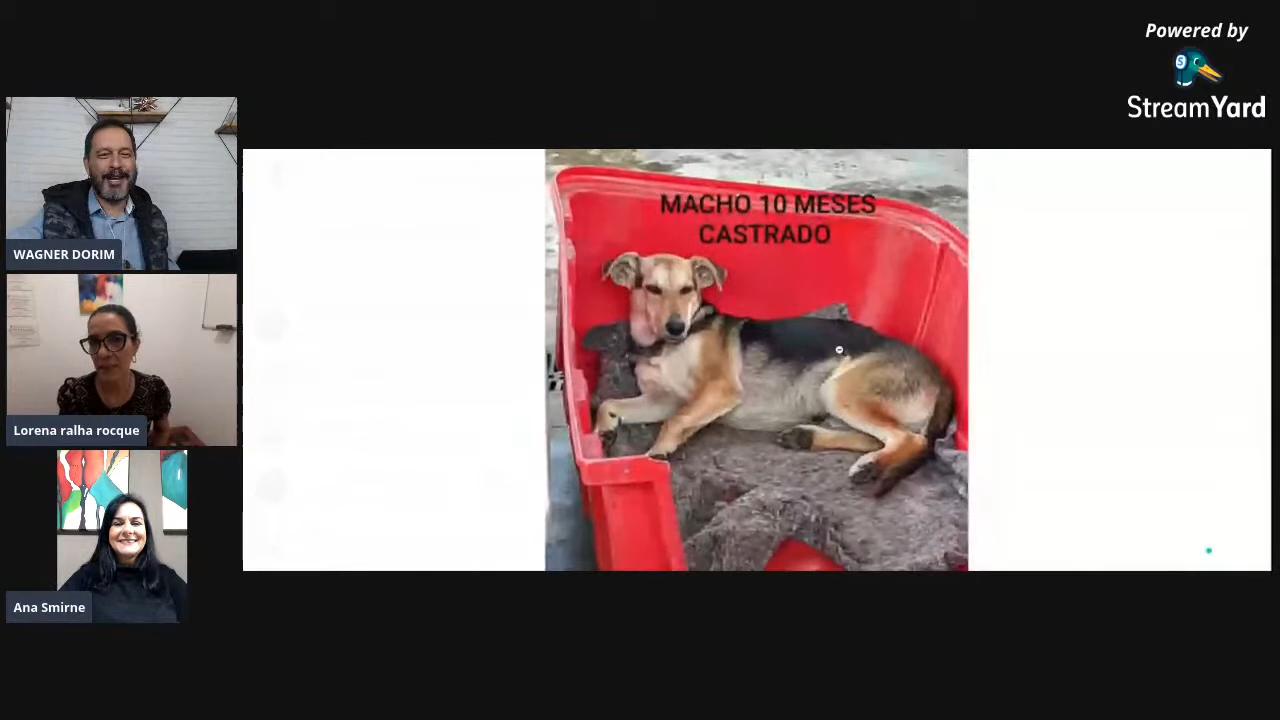 Powered by
StreamYard
WAGNER DORIM
Lorena ralha rocque
Ana Smirne
MACHO 10 MESES
CASTRADO